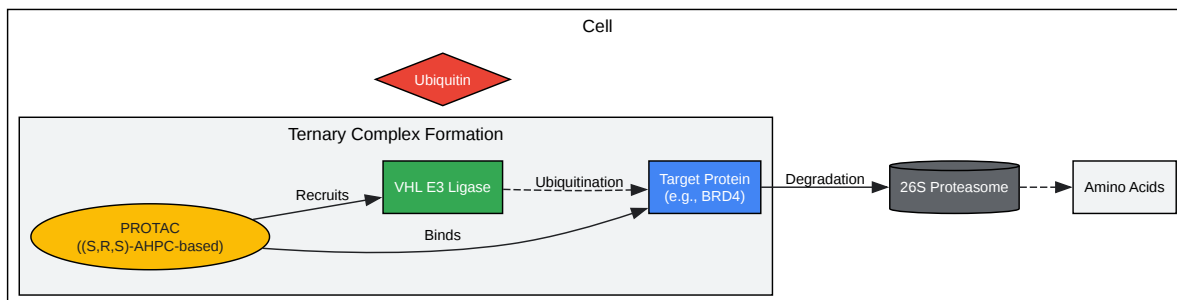 Cell
Ubiquitin
Ternary Complex Formation
VHL E3 Ligase
Ubiquitination
Target Protein
(e.g., BRD4)
Degradation
26S Proteasome
Amino Acids
Recruits
PROTAC
((S,R,S)-AHPC-based)
Binds